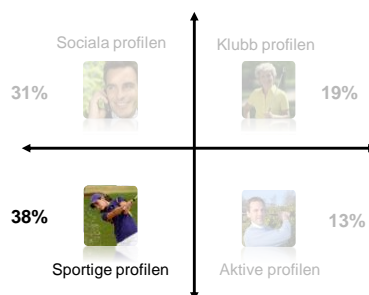 Sociala profilen
Klubb profilen
31%
19%
38%
13%
Sportige profilen
Aktive profilen